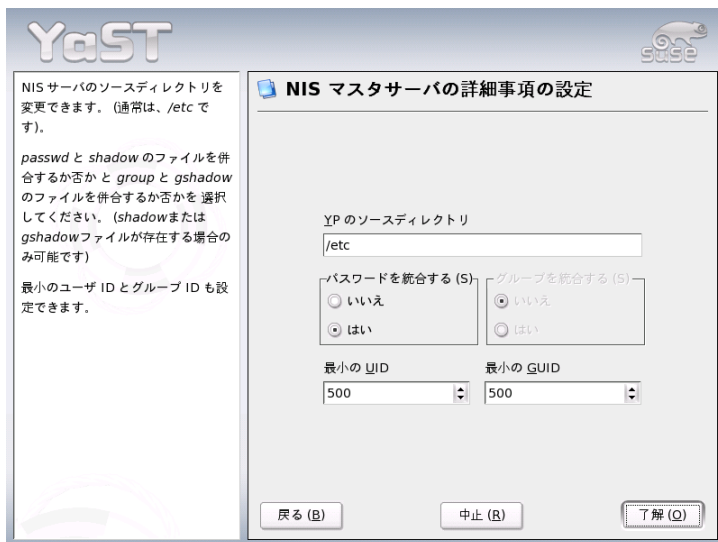 YaST
SUSE
NIS サーバのソースディレクトリを
変更できます。 (通常は、/etc で
す)。
passwd と shadow のファイルを併
合するか否か と group と gshadow
のファイルを併合するか否かを 選択
してください。 (shadowまたは
gshadowファイルが存在する場合の
み可能です)
最小のユーザ ID とグループ ID も設
定できます。
NIS マスタサーバの詳細事項の設定
YP のソースディレクトリ
/etc
パスワードを統合する (S)
いいえ
はい
グループを統合する (S)
いいえ
はい
最小の UID
500
最小の GUID
500
戻る (B)
中止 (R)
了解 (O)